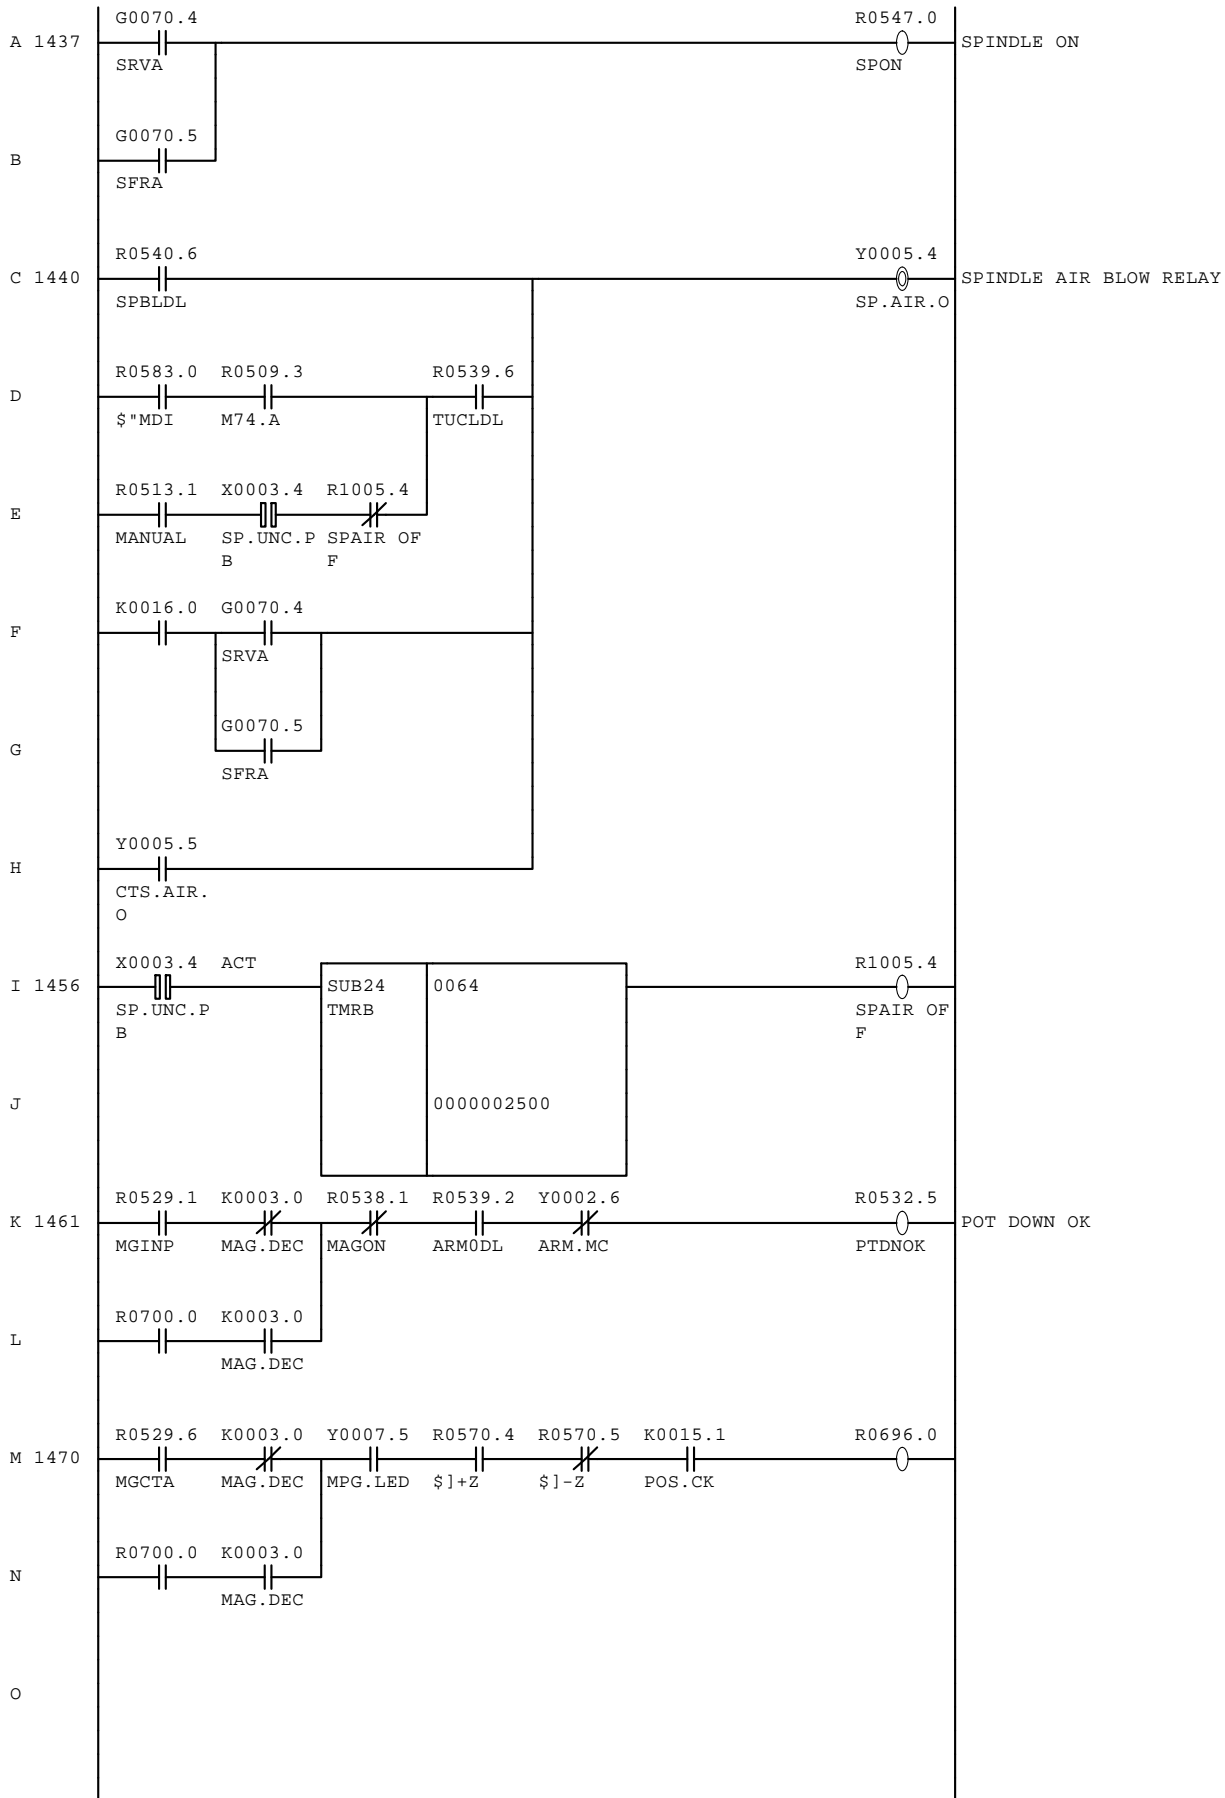 G0070.4 R0547.0
A 1437 SPINDLE ON
SRVA SPON
G0070.5
B
SFRA
R0540.6 Y0005.4
C 1440 SPINDLE AIR BLOW RELAY
SPBLDL SP.AIR.O
R0583.0 R0509.3 R0539.6
D
$"MDI M74.A TUCLDL
R0513.1 X0003.4 R1005.4
E
MANUAL SP.UNC.P SPAIR OF
B F
K0016.0 G0070.4
F
SRVA
G0070.5
G
SFRA
Y0005.5
H
CTS.AIR.
O
X0003.4 ACT R1005.4
I 1456 SUB24 0064
SP.UNC.P TMRB SPAIR OF
B F
J 0000002500
R0529.1 K0003.0 R0538.1 R0539.2 Y0002.6 R0532.5
K 1461 POT DOWN OK
MGINP MAG.DEC MAGON ARM0DL ARM.MC PTDNOK
R0700.0 K0003.0
L
MAG.DEC
R0529.6 K0003.0 Y0007.5 R0570.4 R0570.5 K0015.1 R0696.0
M 1470
MGCTA MAG.DEC MPG.LED $]+Z $]-Z POS.CK
R0700.0 K0003.0
N
MAG.DEC
O